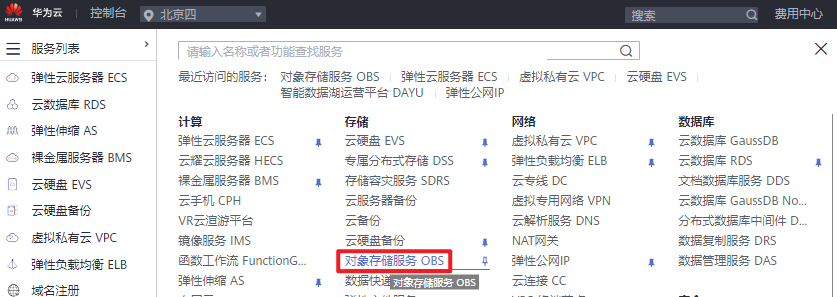 HUAWEI
华为云
控制台
北京四
搜索
费用中心
服务列表
请输入名称或者功能查找服务
弹性云服务器 ECS
云数据库 RDS
弹性伸缩 AS
裸金属服务器 BMS
云硬盘 EVS
云硬盘备份
虚拟私有云 VPC
弹性负载均衡 ELB
域名注册
最近访问的服务: 对象存储服务 OBS 弹性云服务器 ECS 虚拟私有云 VPC 云硬盘 EVS
智能数据湖运营平台 DAYU 弹性公网IP
计算
弹性云服务器 ECS
云耀云服务器 HECS
裸金属服务器 BMS
云手机 CPH
VR云渲游平台
镜像服务 IMS
函数工作流 FunctionG...
弹性伸缩 AS
存储
云硬盘 EVS
专属分布式存储 DSS
存储容灾服务 SDRS
云服务器备份
云备份
云硬盘备份
对象存储服务 OBS
数据快递
对象存储服务 OBS
网络
虚拟私有云 VPC
弹性负载均衡 ELB
云专线 DC
虚拟专用网络 VPN
云解析服务 DNS
NAT网关
弹性公网IP
云连接 CC
数据库
云数据库 GaussDB
云数据库 RDS
文档数据库服务 DDS
云数据库 GaussDB No...
分布式数据库中间件 D...
数据复制服务 DRS
数据管理服务 DAS